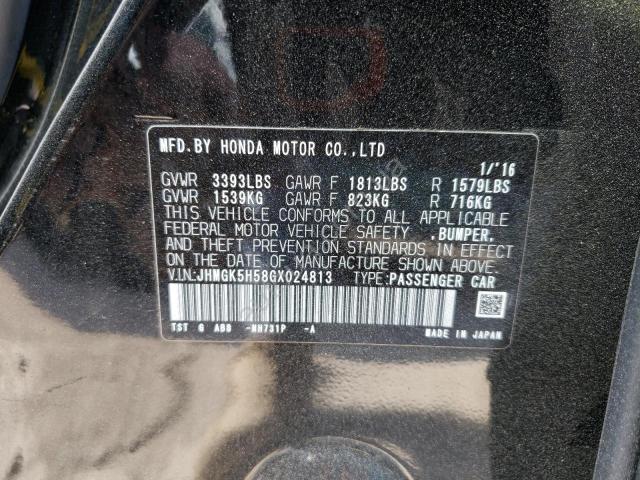 MFD.BY HONDA MOTOR CO.,LTD 1/'16
GVWR 3393LBS GAWR F 1813LBS R 1579LBS
GVWR 1539KG GAWR F 823KG R 716KG
THIS VEHICLE CONFORMS TO ALL APPLICABLE
FEDERAL MOTOR VEHICLE SAFETY ,BUMPER,
AND THEFT PREVENTION STANDARDS IN EFFECT
ON THE DATE OF MANUFACTURE SHOWN ABOVE.
V.I.N:JHMGK5H58GX024813 TYPE:PASSENGER CAR
TST G AB8 -NH731P -A MADE IN JAPAN